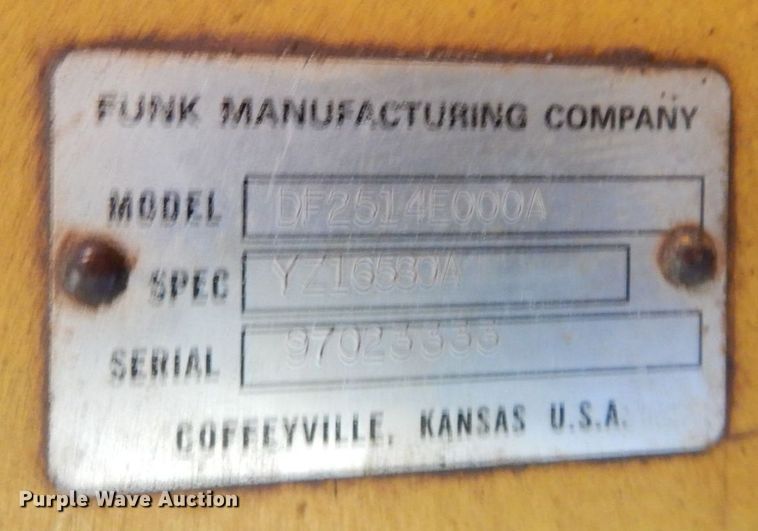 FUNK MANUFACTURING COMPANY
MODEL DF2514E000A
SPEC YZ16580A
SERIAL 97023333
COFFEYVILLE, KANSAS U.S.A.
Purple Wave Auction